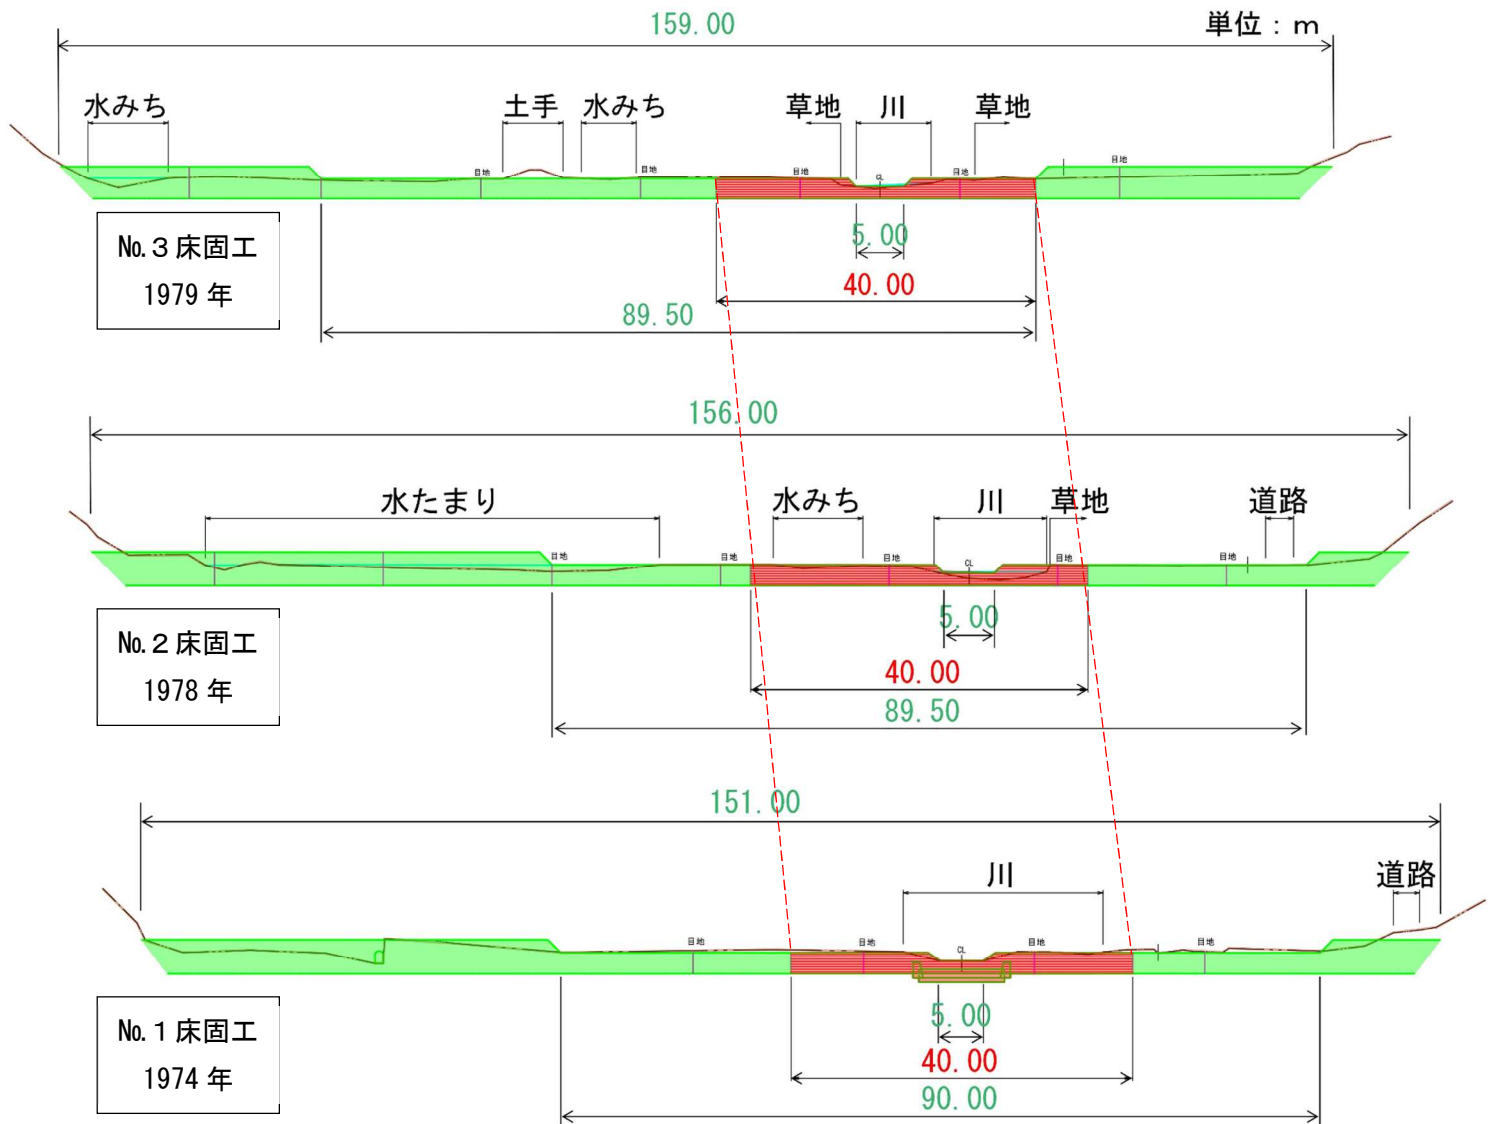 159.00 単位：m
水みち 土手 水みち 草地 川 草地
目地 目地 目地 CL 目地 目地
5.00
№.3 床固工
1979 年
40.00
89.50
156.00
水たまり 水みち 川 草地 道路
目地 目地 目地 CL 目地 目地
5.00
№.2 床固工
1978 年
40.00
89.50
151.00
川 道路
目地 目地 CL 目地 目地
5.00
№.1 床固工
1974 年
40.00
90.00